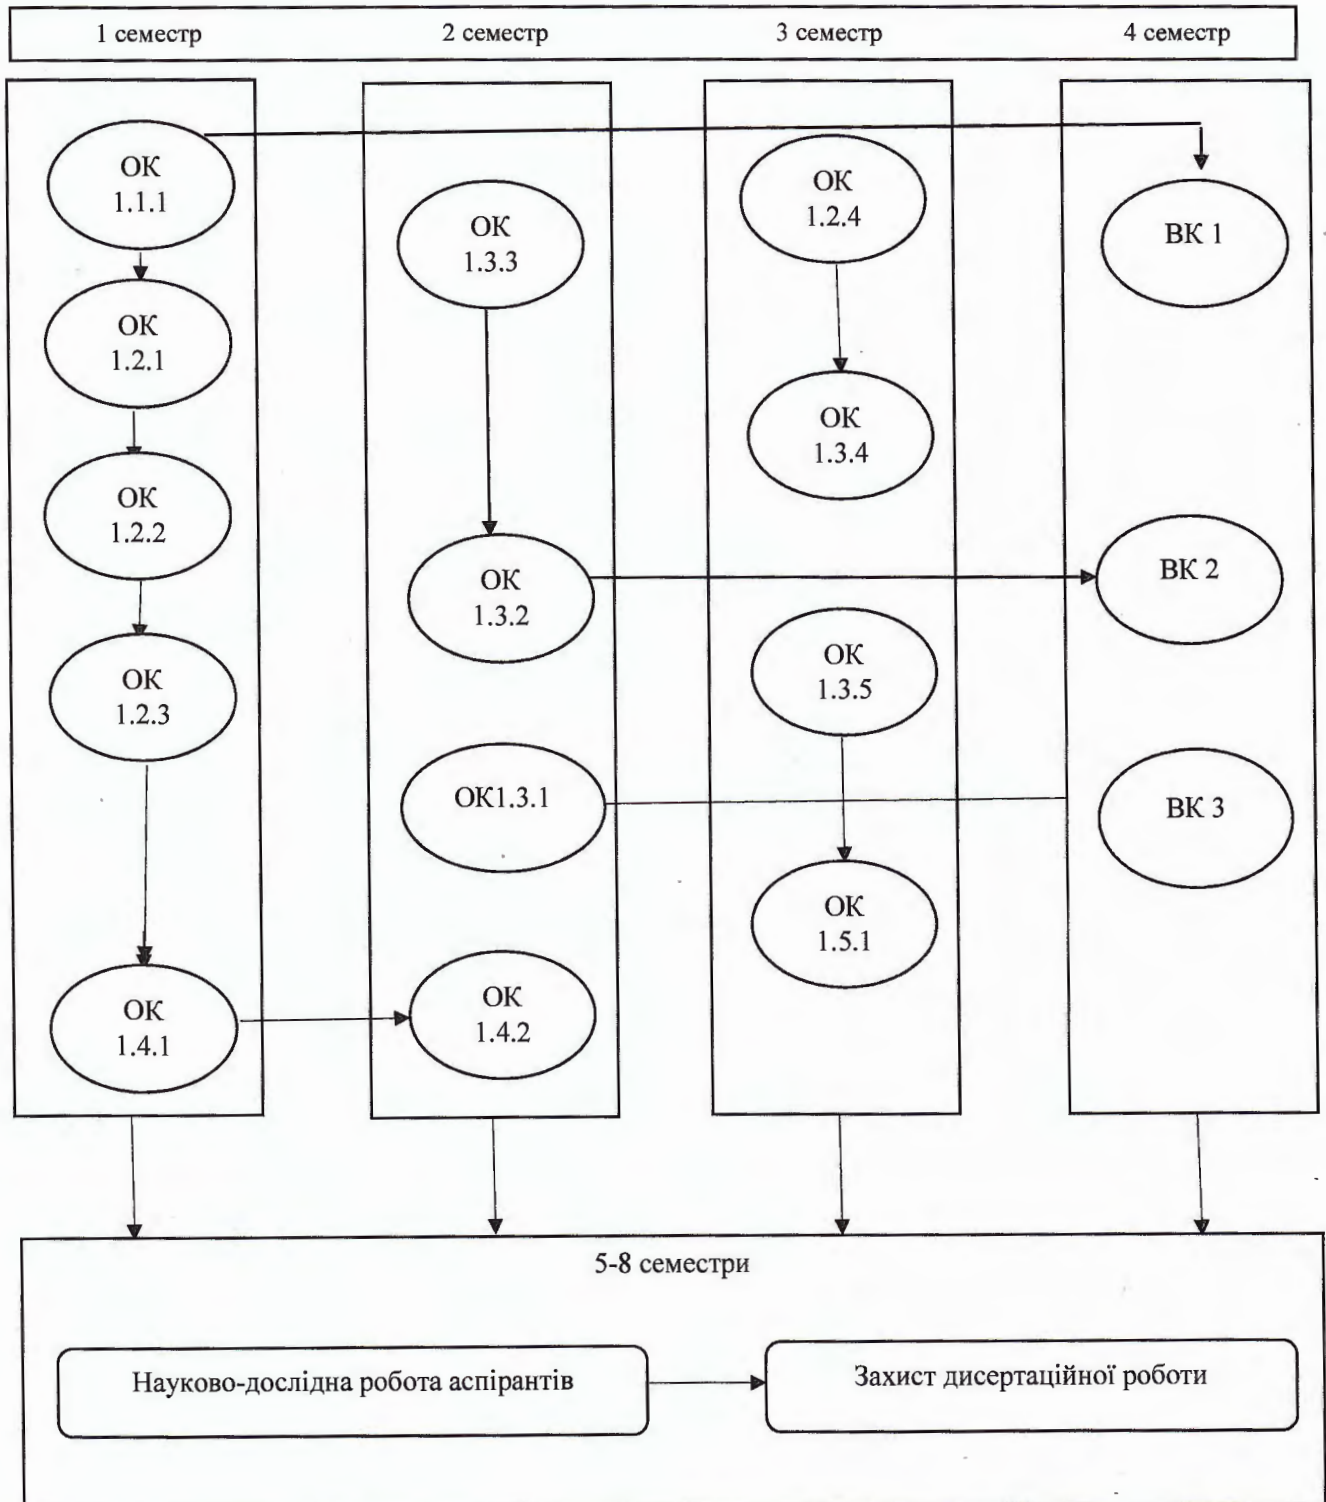 1 семестр
2 семестр
3 семестр
4 семестр
ОК
1.1.1
ОК
1.2.1
ОК
1.2.2
ОК
1.2.3
ОК
1.4.1
ОК
1.3.3
ОК
1.3.2
ОК1.3.1
ОК
1.4.2
ОК
1.2.4
ОК
1.3.4
ОК
1.3.5
ОК
1.5.1
ВК 1
ВК 2
ВК 3
5-8 семестри
Науково-дослідна робота аспірантів
Захист дисертаційної роботи